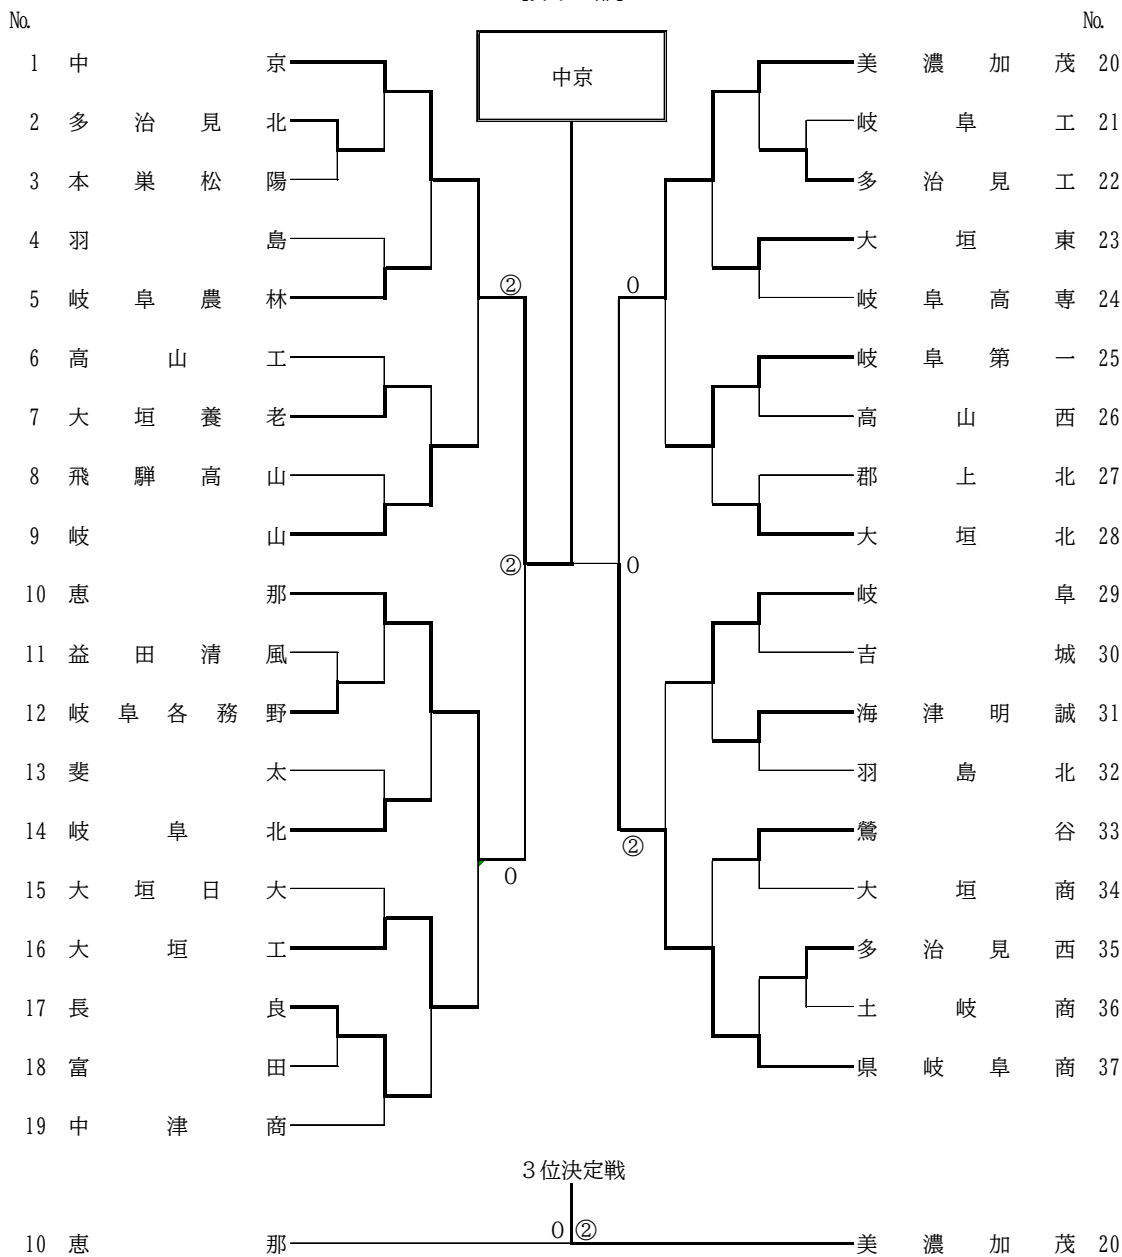 No.
No.
中京
1 中京
2 多治見北
3 本巣松陽
4 羽島
5 岐阜農林
6 高山工
7 大垣養老
8 飛騨高山
9 岐山
10 恵那
11 益田清風
12 岐阜各務野
13 斐太
14 岐阜北
15 大垣日大
16 大垣工
17 長良
18 富田
19 中津商
②
0
②
0
0
②
美濃加茂 20
岐阜工 21
多治見工 22
大垣東 23
岐阜高専 24
岐阜第一 25
高山西 26
郡上北 27
大垣北 28
岐阜 29
吉城 30
海津明誠 31
羽島北 32
鶯谷 33
大垣商 34
多治見西 35
土岐商 36
県岐阜商 37
3位決定戦
10 恵那
0 ②
美濃加茂 20